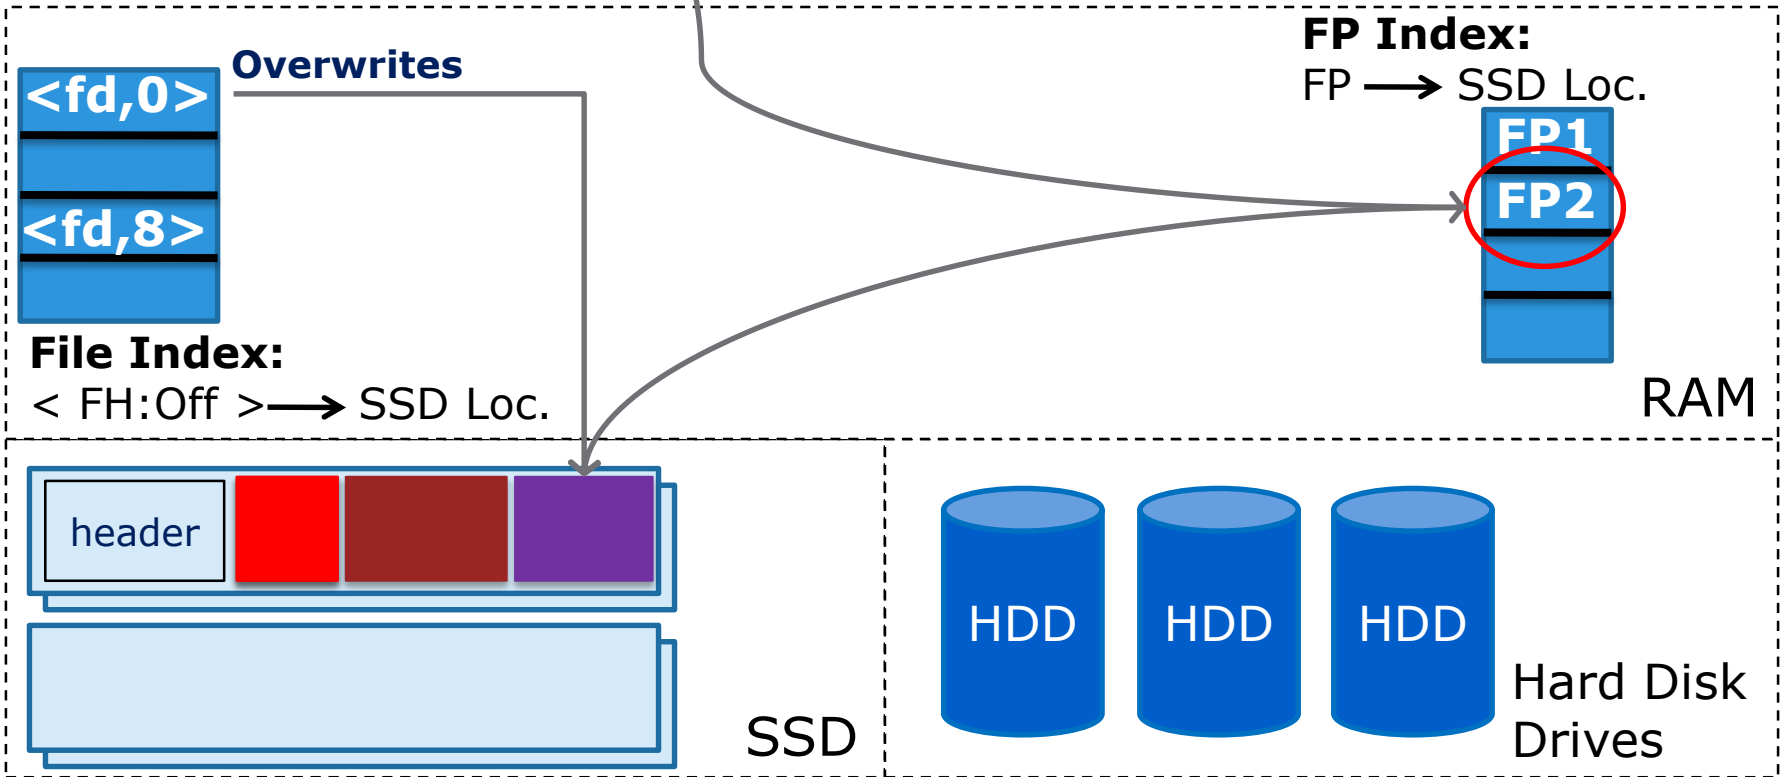 Overwrites
<fd,0>
<fd,8>
File Index:
< FH:Off > → SSD Loc.
FP Index:
FP → SSD Loc.
FP1
FP2
RAM
header
SSD
HDD
HDD
HDD
Hard Disk
Drives